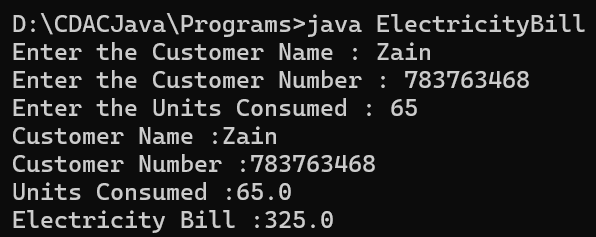 D:\CDACJava\Programs>java ElectricityBill
Enter the Customer Name : Zain
Enter the Customer Number : 783763468
Enter the Units Consumed : 65
Customer Name :Zain
Customer Number :783763468
Units Consumed :65.0
Electricity Bill :325.0